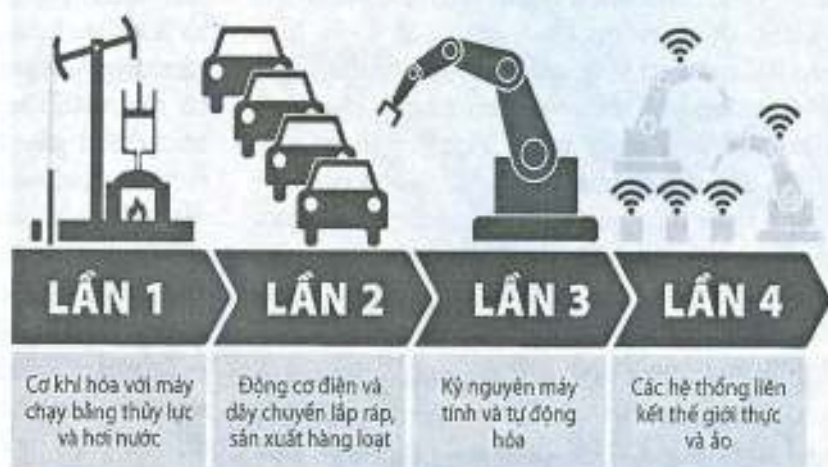 LẦN 1
LẦN 2
LẦN 3
LẦN 4
Cơ khí hóa với máy
chạy bằng thủy lực
và hơi nước
Động cơ điện và
dây chuyền lắp ráp,
sản xuất hàng loạt
Kỷ nguyên máy
tính và tự động
hóa
Các hệ thống liên
kết thế giới thực
và ảo